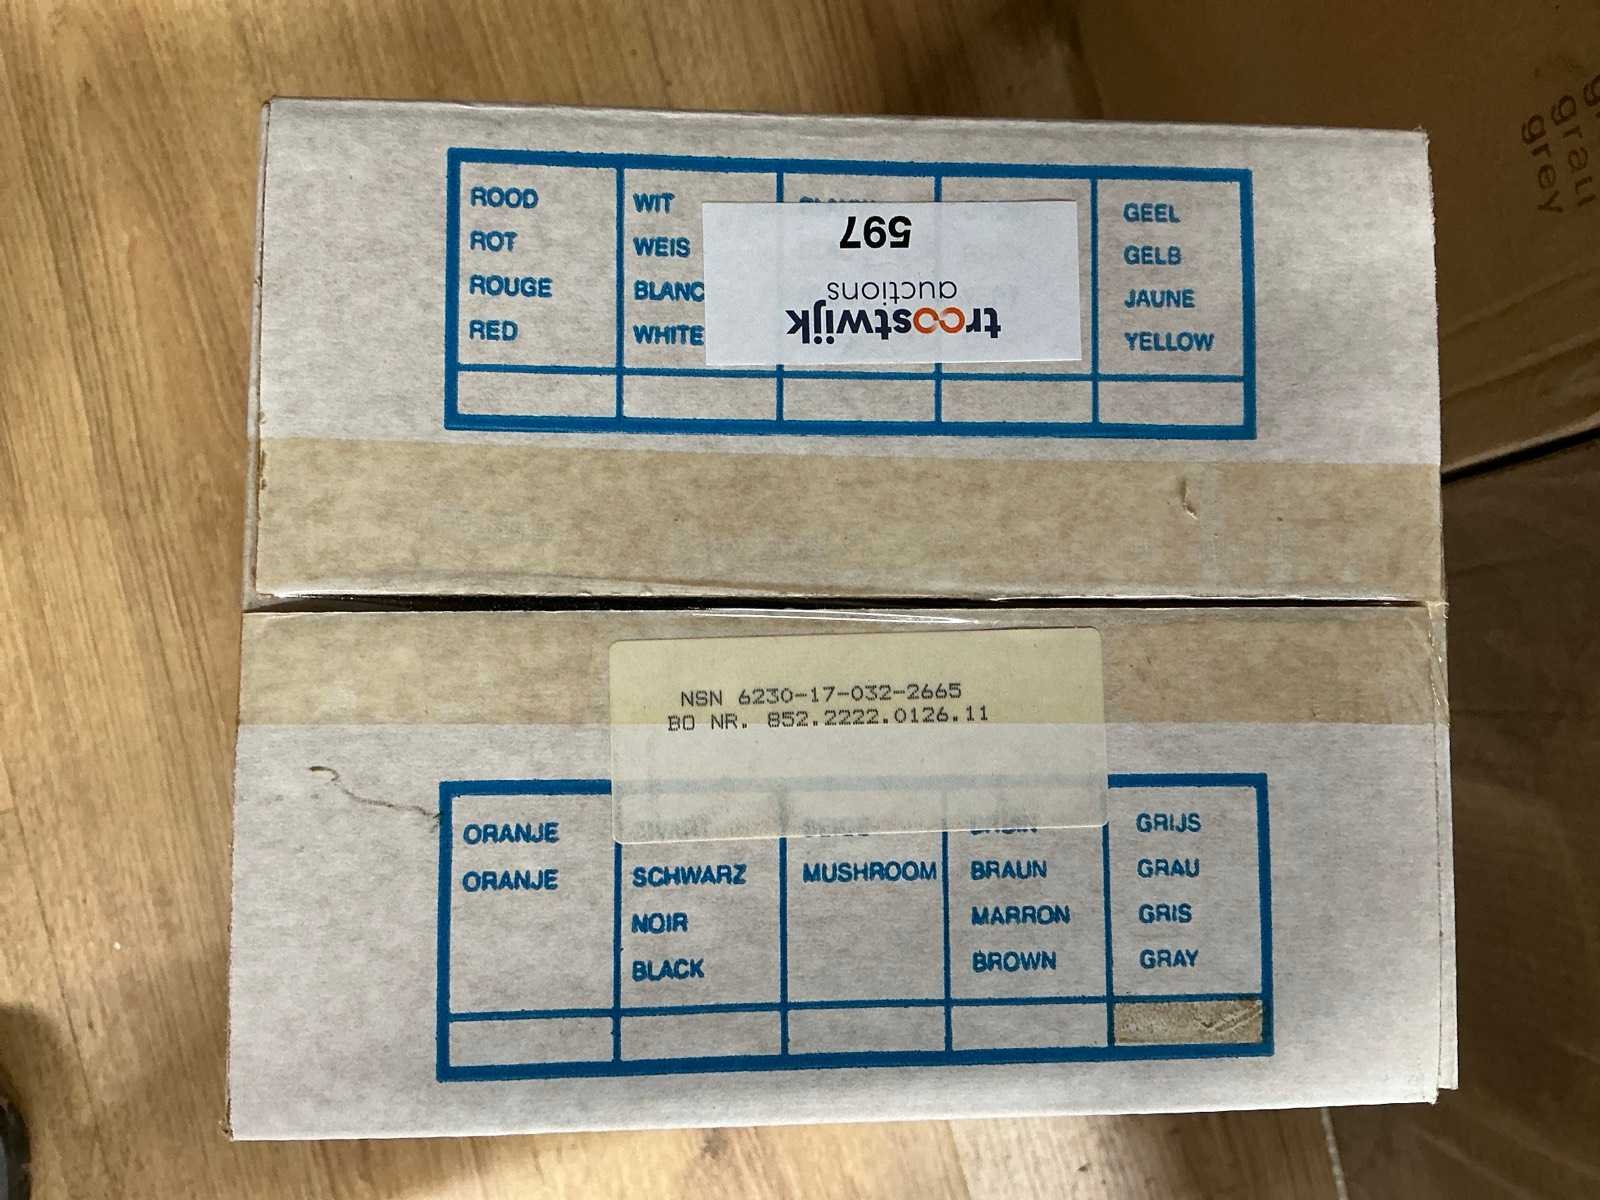 ROOD
ROT
ROUGE
RED
WIT
WEIS
BLANC
WHITE
troostwijk
auctions
597
GEEL
GELB
JAUNE
YELLOW
NSN 6230-17-032-2665
BO NR. 852.2222.0126.11
ORANJE
ORANJE
SCHWARZ
NOIR
BLACK
MUSHROOM
BRUIN
BRAUN
MARRON
BROWN
GRIJS
GRAU
GRIS
GRAY
grau
grey